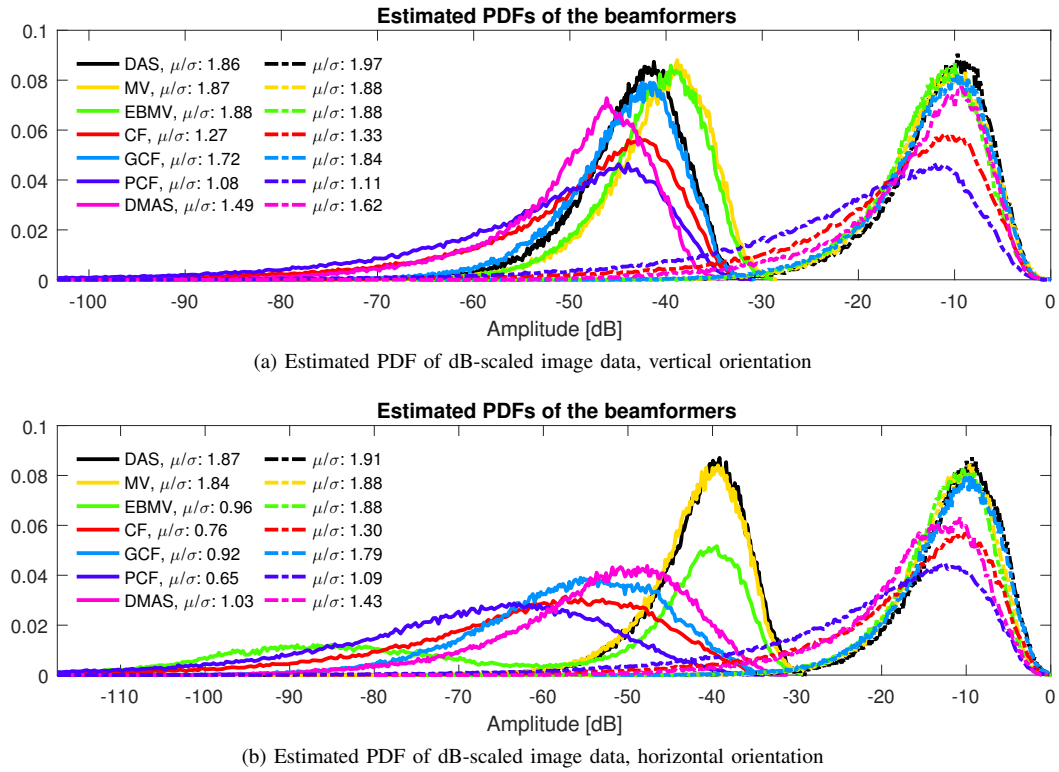 Estimated PDFs of the beamformers
0.1
0.08
0.06
0.04
0.02
0
DAS, μ/σ: 1.86 μ/σ: 1.97
MV, μ/σ: 1.87 μ/σ: 1.88
EBMV, μ/σ: 1.88 μ/σ: 1.88
CF, μ/σ: 1.27 μ/σ: 1.33
GCF, μ/σ: 1.72 μ/σ: 1.84
PCF, μ/σ: 1.08 μ/σ: 1.11
DMAS, μ/σ: 1.49 μ/σ: 1.62
-100 -90 -80 -70 -60 -50 -40 -30 -20 -10 0
Amplitude [dB]
(a) Estimated PDF of dB-scaled image data, vertical orientation
Estimated PDFs of the beamformers
0.1
0.08
0.06
0.04
0.02
0
DAS, μ/σ: 1.87 μ/σ: 1.91
MV, μ/σ: 1.84 μ/σ: 1.88
EBMV, μ/σ: 0.96 μ/σ: 1.88
CF, μ/σ: 0.76 μ/σ: 1.30
GCF, μ/σ: 0.92 μ/σ: 1.79
PCF, μ/σ: 0.65 μ/σ: 1.09
DMAS, μ/σ: 1.03 μ/σ: 1.43
-110 -100 -90 -80 -70 -60 -50 -40 -30 -20 -10 0
Amplitude [dB]
(b) Estimated PDF of dB-scaled image data, horizontal orientation